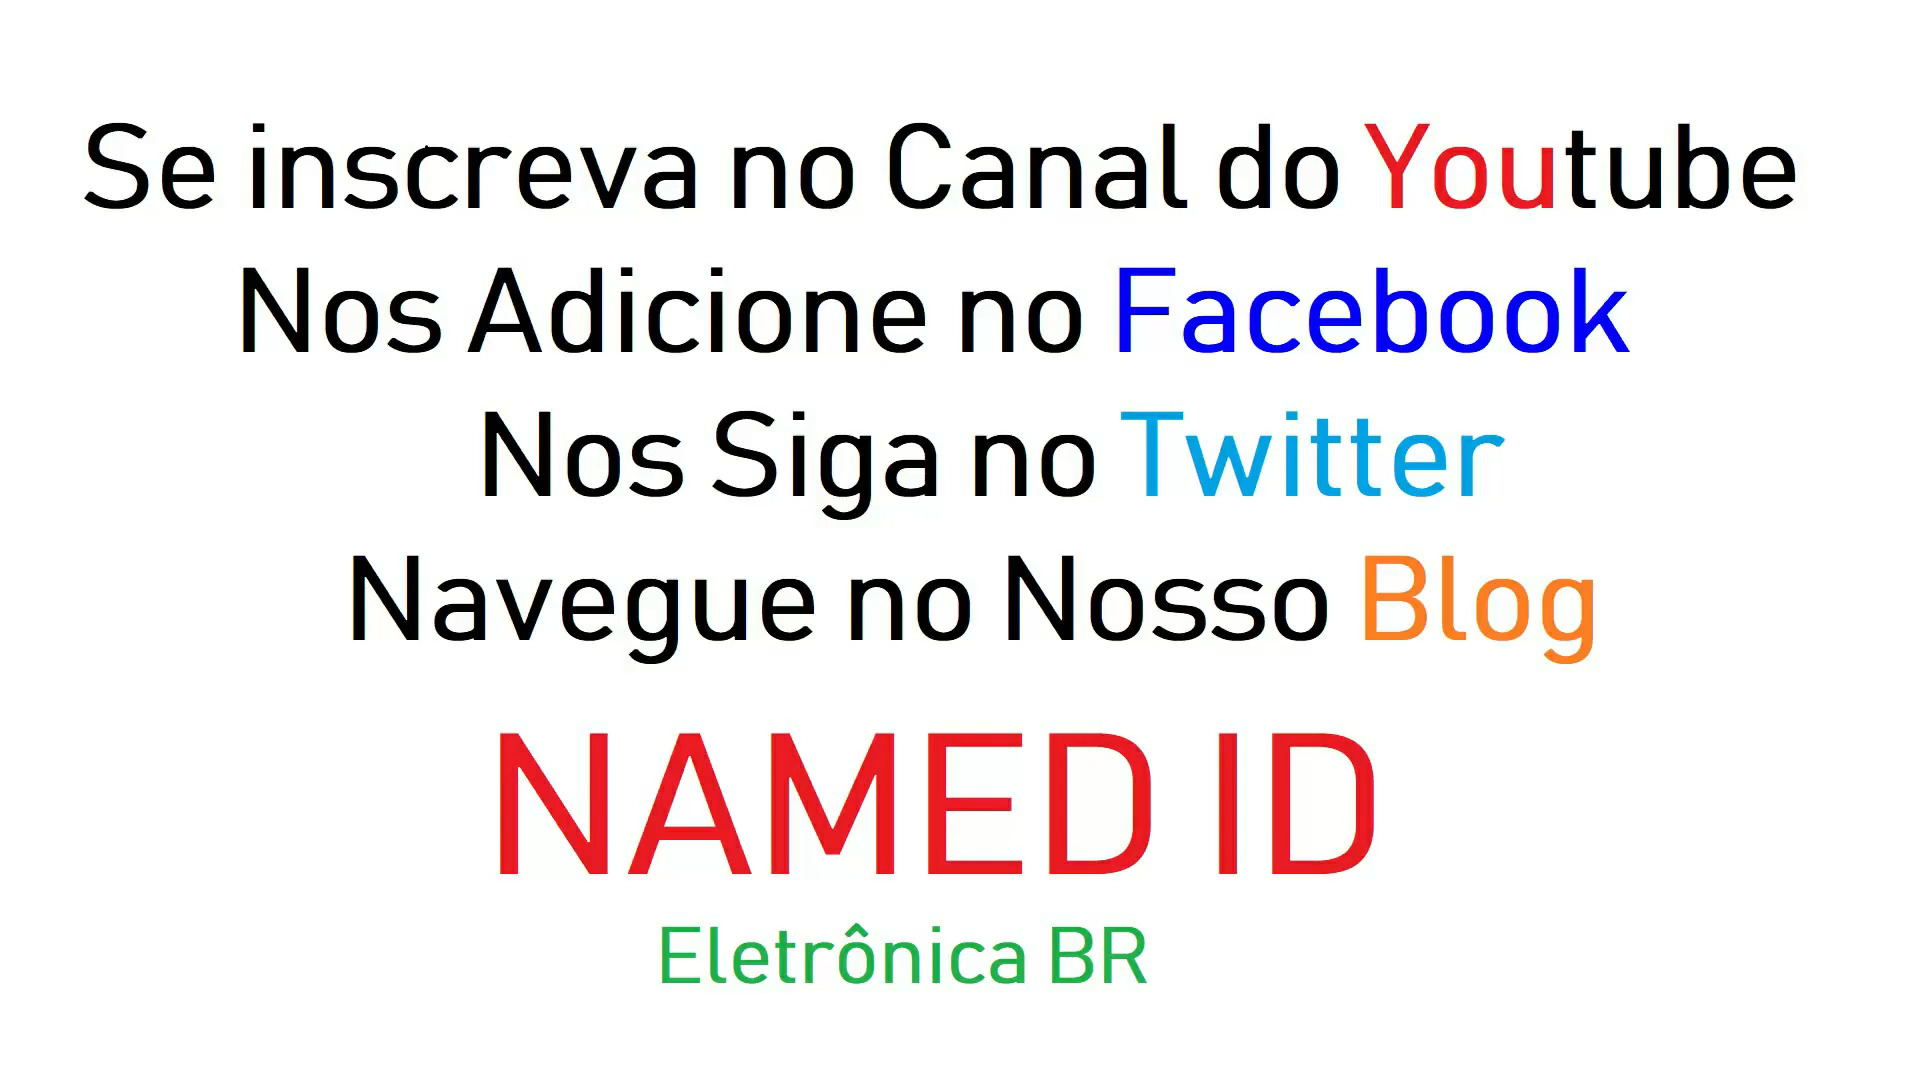 Se inscreva no Canal do Youtube
Nos Adicione no Facebook
Nos Siga no Twitter
Navegue no Nosso Blog
NAMED ID
Eletrônica BR